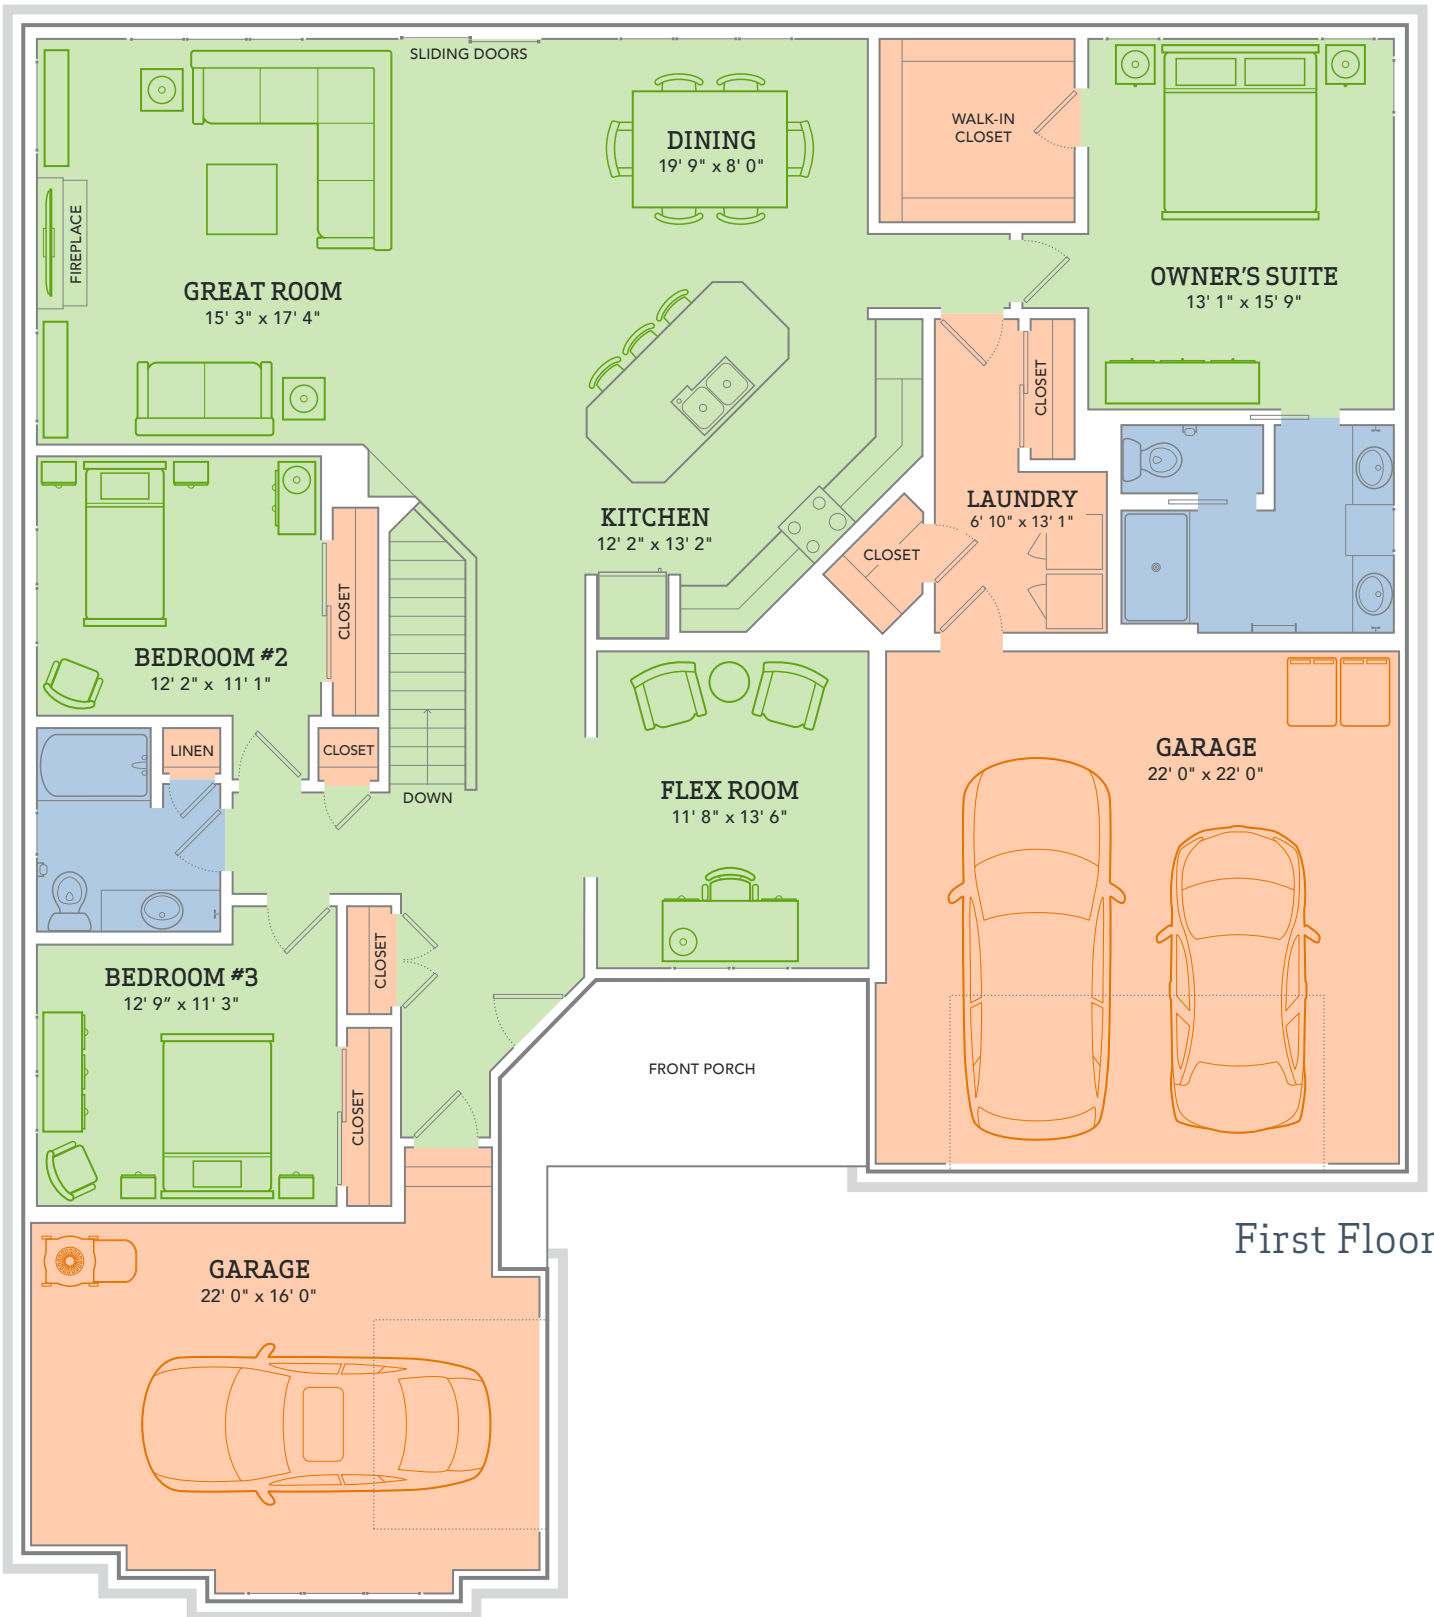 SLIDING DOORS
DINING
19' 9" x 8' 0"
WALK-IN
CLOSET
FIREPLACE
GREAT ROOM
15' 3" x 17' 4"
OWNER'S SUITE
13' 1" x 15' 9"
CLOSET
KITCHEN
12' 2" x 13' 2"
LAUNDRY
6' 10" x 13' 1"
CLOSET
CLOSET
BEDROOM #2
12' 2" x 11' 1"
LINEN
CLOSET
DOWN
FLEX ROOM
11' 8" x 13' 6"
GARAGE
22' 0" x 22' 0"
CLOSET
BEDROOM #3
12' 9” x 11' 3"
FRONT PORCH
CLOSET
First Floor
GARAGE
22' 0" x 16' 0"